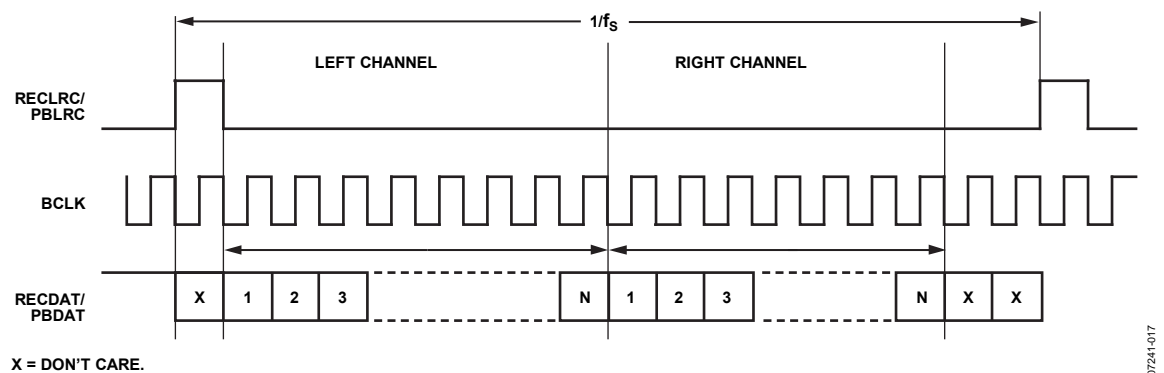 1/fS
LEFT CHANNEL RIGHT CHANNEL
RECLRC/
PBLRC
BCLK
RECDAT/
PBDAT
X 1 2 3 N 1 2 3 N X X
X = DON'T CARE.
07241-017